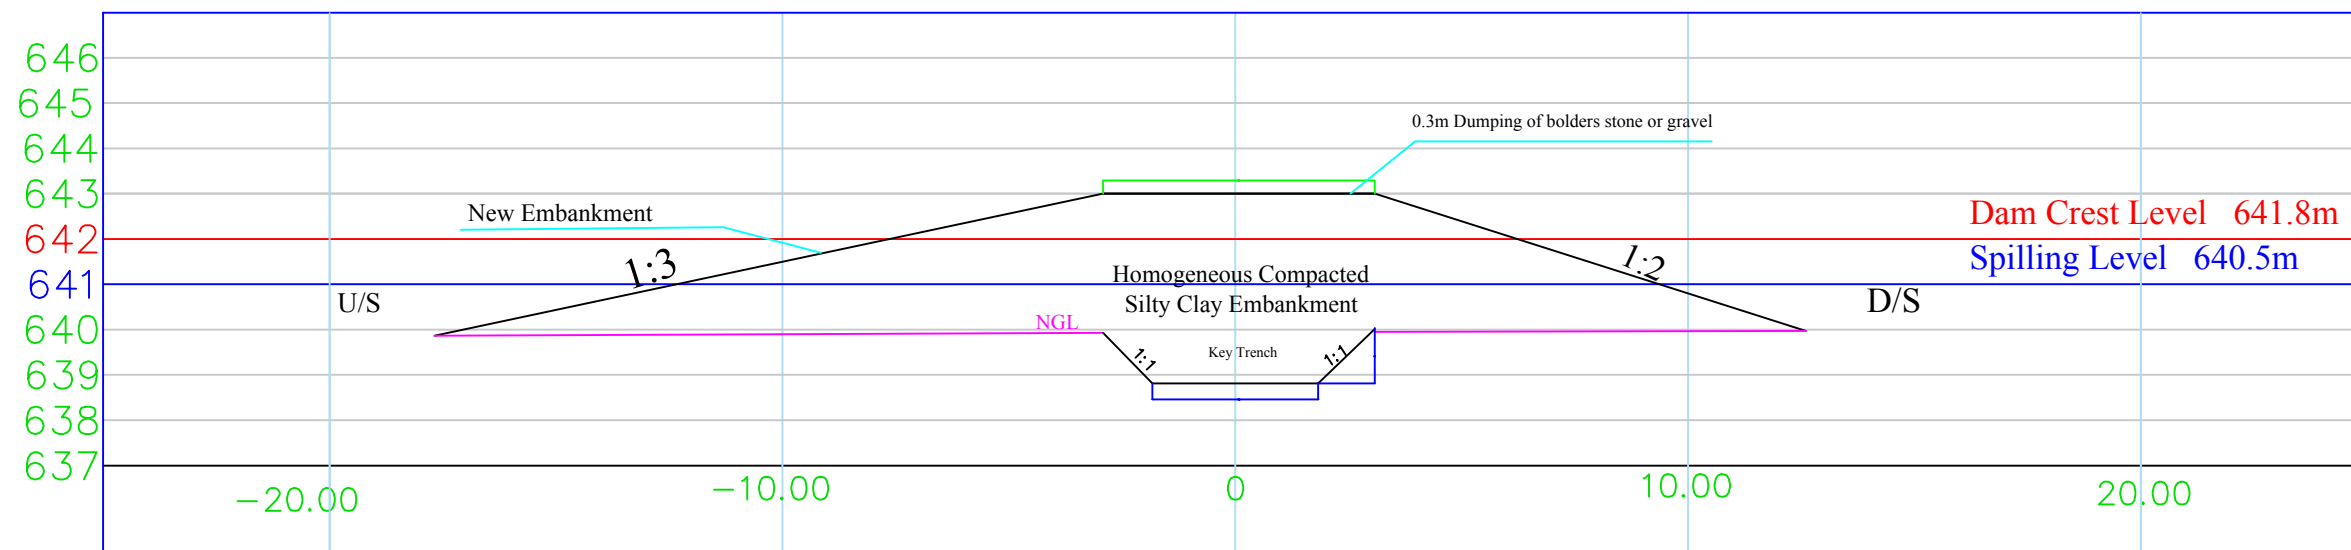 646
645
0.3m Dumping of bolders stone or gravel
644
643
New Embankment
Dam Crest Level 641.8m
642
1:3
1:2
Spilling Level 640.5m
641
Homogeneous Compacted
Silty Clay Embankment
U/S
D/S
640
NGL
1:1
Key Trench
1:1
639
638
637
-20.00
-10.00
0
10.00
20.00